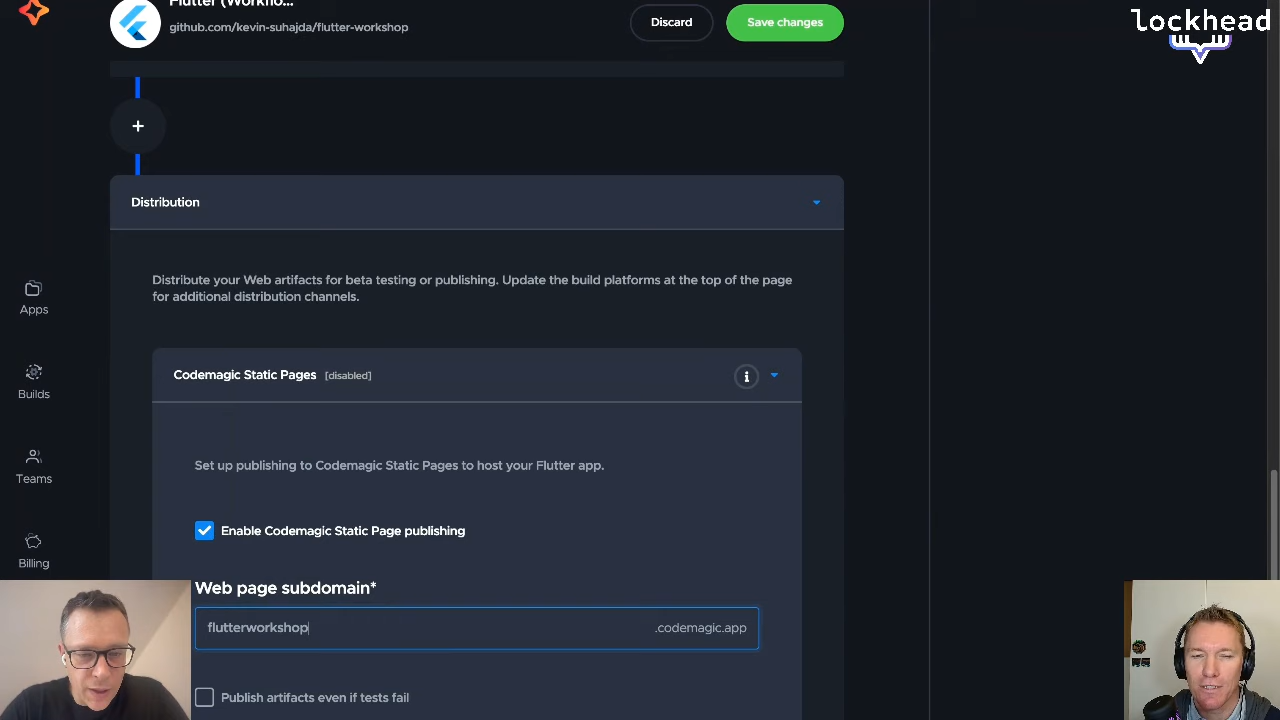 Flutter (Workho...
github.com/kevin-suhajda/flutter-workshop
Discard
Save changes
lockhead
+
Distribution
Distribute your Web artifacts for beta testing or publishing. Update the build platforms at the top of the page
for additional distribution channels.
Apps
Builds
Teams
Billing
Codemagic Static Pages [disabled]
i
Set up publishing to Codemagic Static Pages to host your Flutter app.
Enable Codemagic Static Page publishing
Web page subdomain*
flutterworkshop .codemagic.app
Publish artifacts even if tests fail